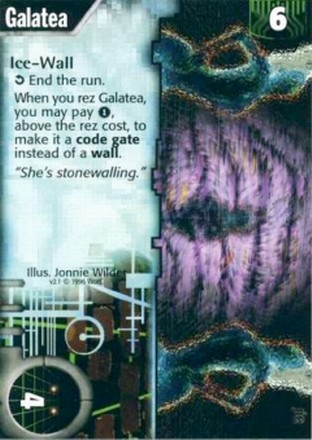 Galatea
6
Ice-Wall
End the run.
When you rez Galatea,
you may pay 1,
above the rez cost, to
make it a code gate
instead of a wall.
"She's stonewalling."
Illus. Jonnie Wilder
v2.1 © 1996 WotC
4